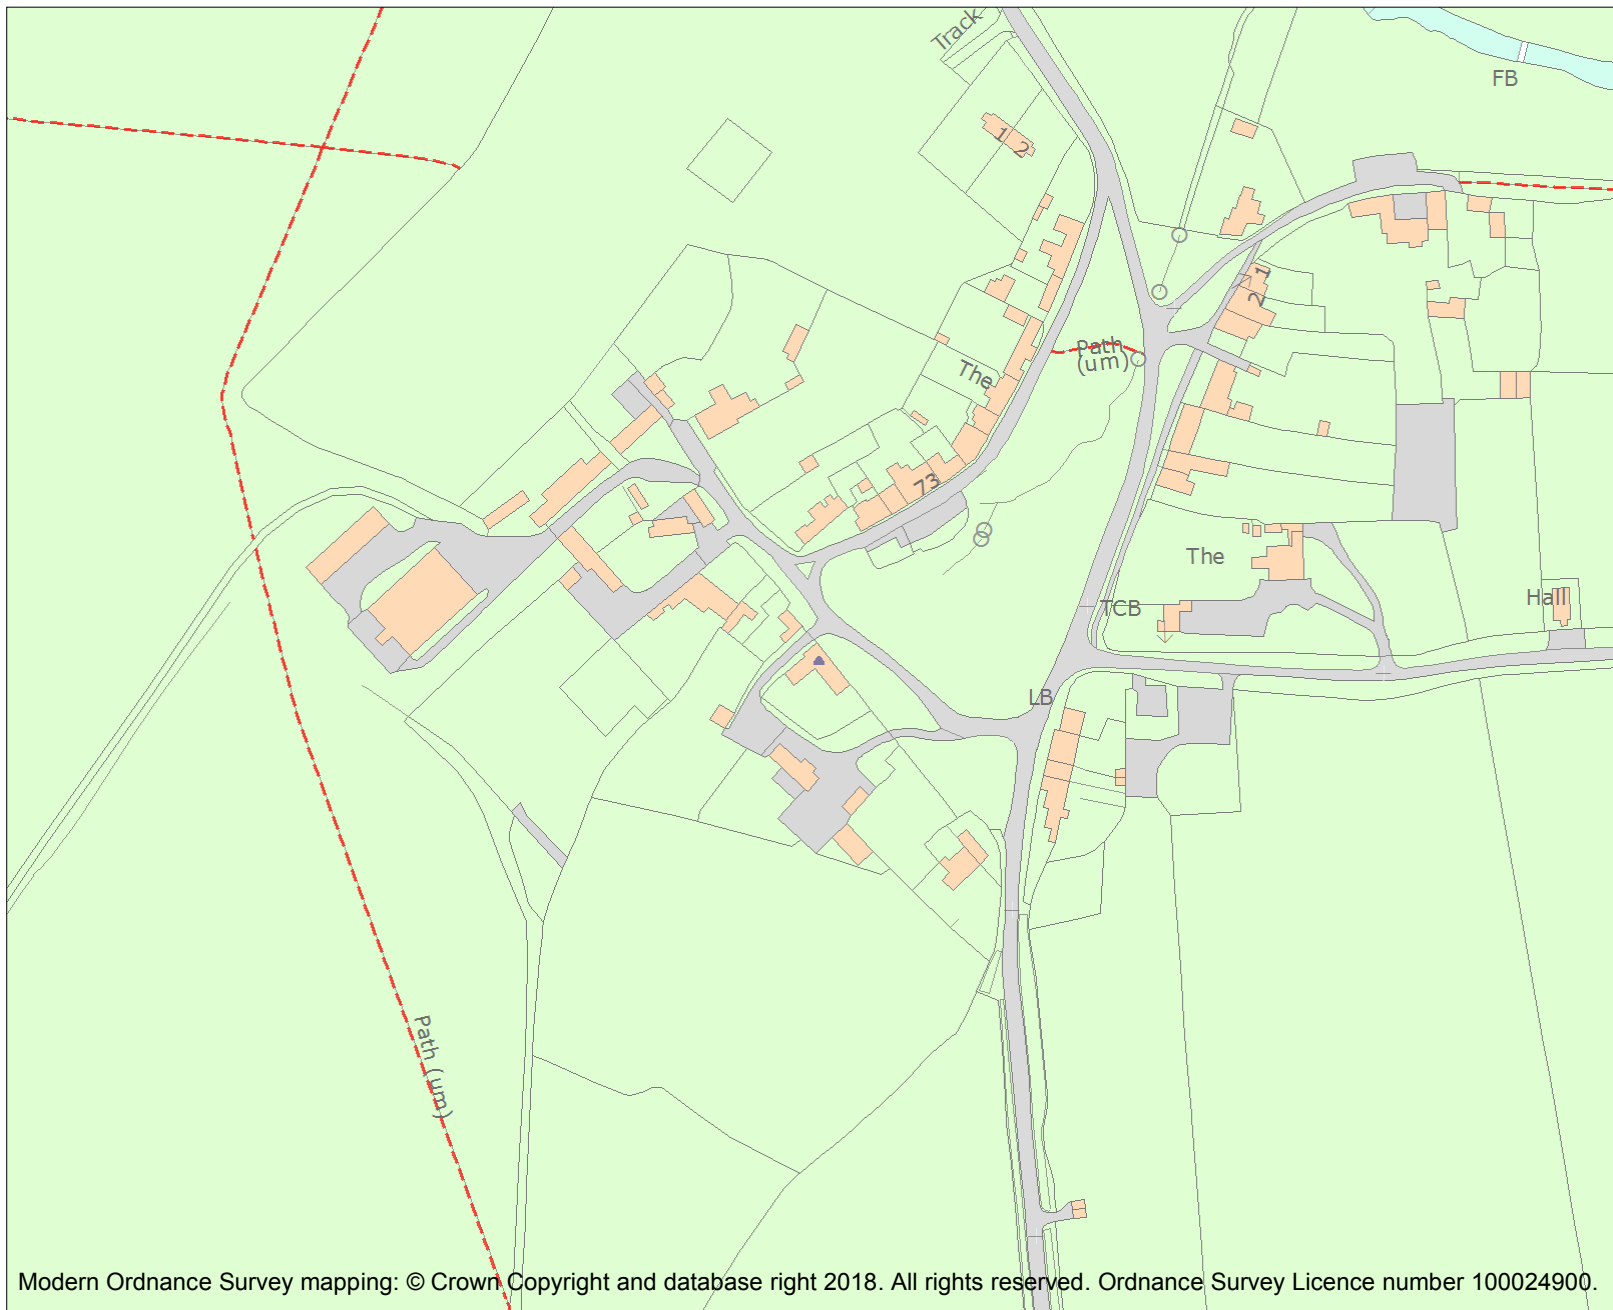 Track
FB
1 2
1
2
Path
(um)
The
73
The
TCB
Hall
LB
Path (um)
Modern Ordnance Survey mapping: © Crown Copyright and database right 2018. All rights reserved. Ordnance Survey Licence number 100024900.